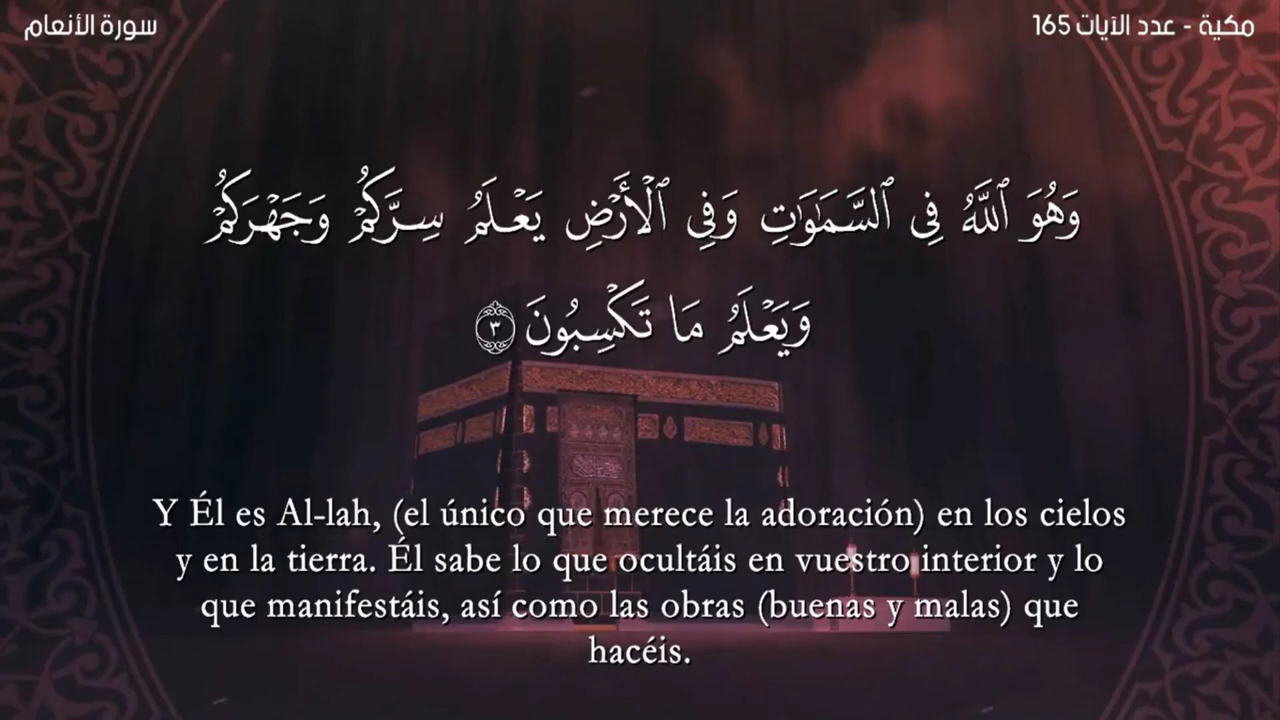 سورة الأنعام
مكية - عدد الآيات 165
وَهُوَ ٱللَّهُ فِى ٱلسَّمَـٰوَٰتِ وَفِى ٱلْأَرْضِ يَعْلَمُ سِرَّكُمْ وَجَهْرَكُمْ
وَيَعْلَمُ مَا تَكْسِبُونَ ٣
Y Él es Al-lah, (el único que merece la adoración) en los cielos
y en la tierra. Él sabe lo que ocultáis en vuestro interior y lo
que manifestáis, así como las obras (buenas y malas) que
hacéis.